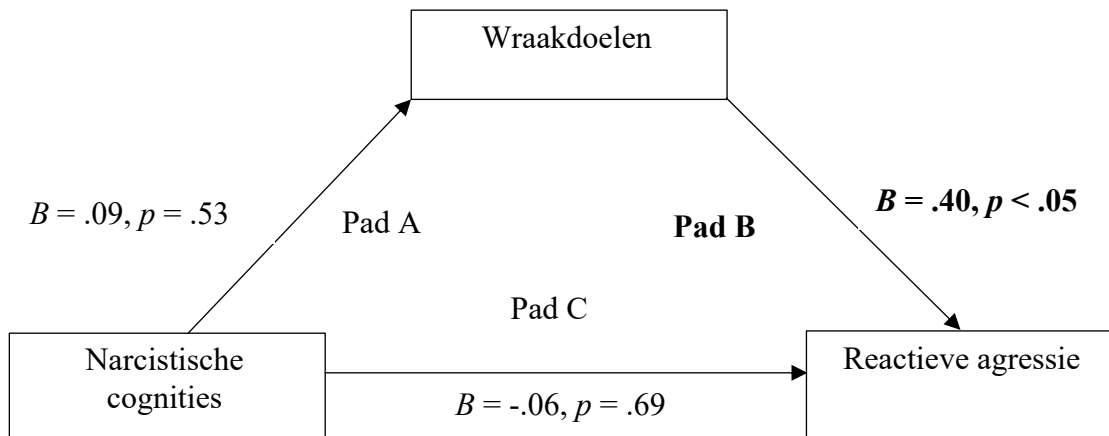 Wraakdoelen
B = .09, p = .53
Pad A
Pad B
B = .40, p < .05
Pad C
Narcistische
cognities
Reactieve agressie
B = -.06, p = .69